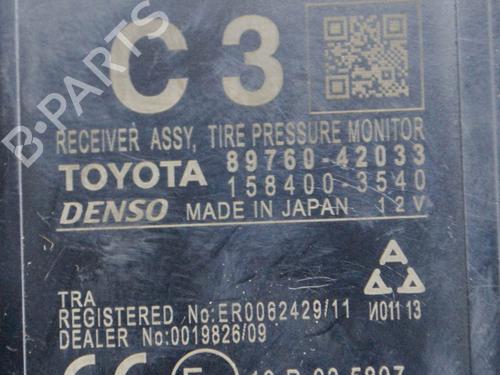 C 3
RECEIVER ASSY, TIRE PRESSURE MONITOR
TOYOTA 89760-42033
158400-3540
DENSO MADE IN JAPAN 12V
TRA
REGISTERED No:ER0062429/11
DEALER No:0019826/09
И011 13
B-PARTS